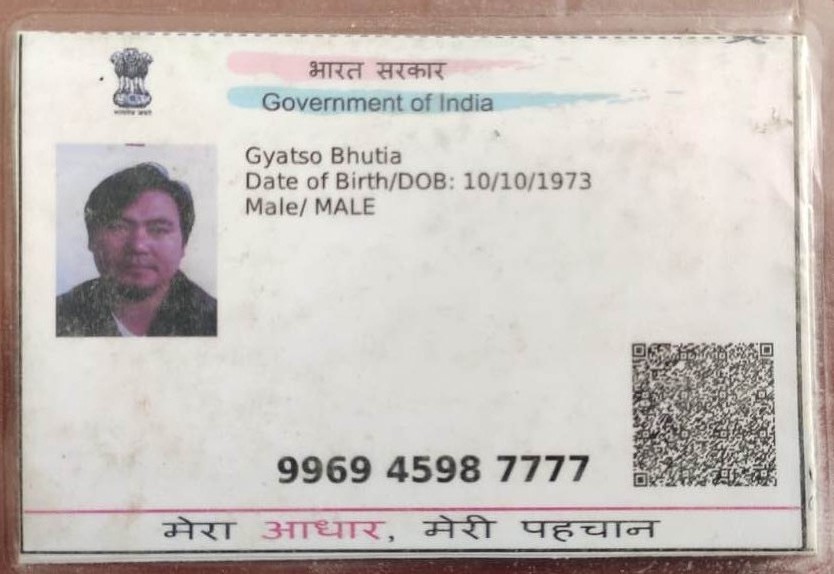 भारत सरकार
Government of India
Gyatso Bhutia
Date of Birth/DOB: 10/10/1973
Male/ MALE
9969 4598 7777
मेरा आधार, मेरी पहचान